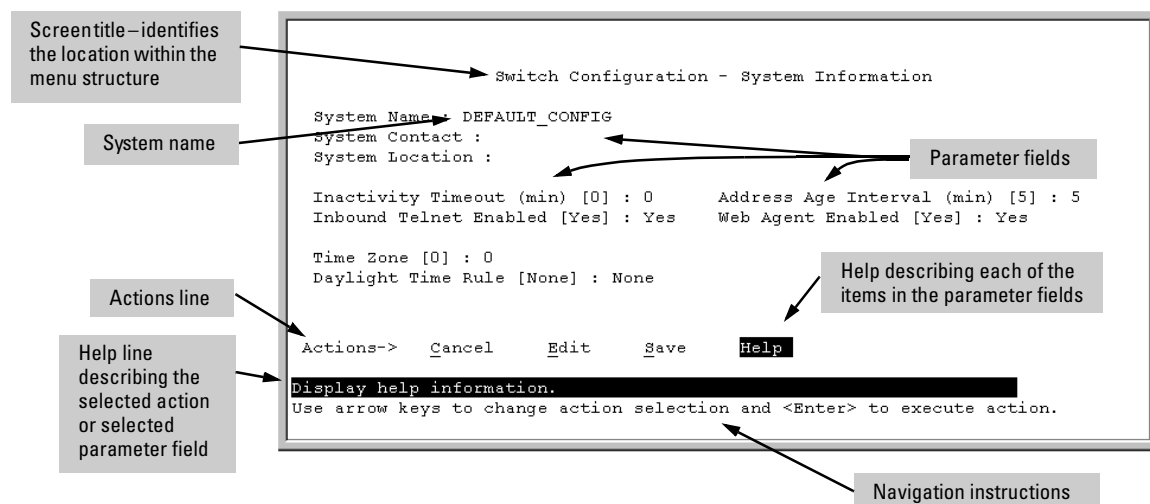 Screen title – identifies
the location within the
menu structure
Switch Configuration - System Information
System name
System Name : DEFAULT_CONFIG
System Contact :
System Location :
Parameter fields
Inactivity Timeout (min) [0] : 0 Address Age Interval (min) [5] : 5
Inbound Telnet Enabled [Yes] : Yes Web Agent Enabled [Yes] : Yes
Time Zone [0] : 0
Daylight Time Rule [None] : None
Help describing each of the
items in the parameter fields
Actions line
Actions-> Cancel Edit Save Help
Help line
describing the
selected action
or selected
parameter field
Display help information.
Use arrow keys to change action selection and <Enter> to execute action.
Navigation instructions